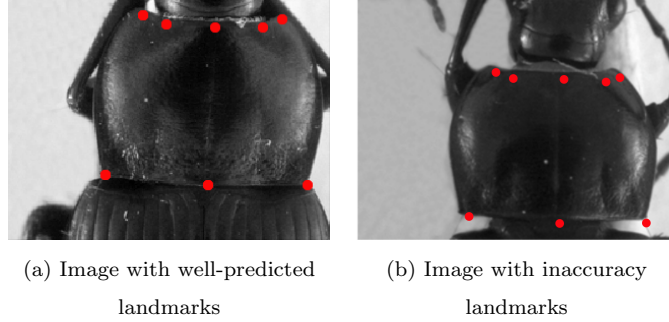 (a) Image with well-predicted
landmarks
(b) Image with inaccuracy
landmarks